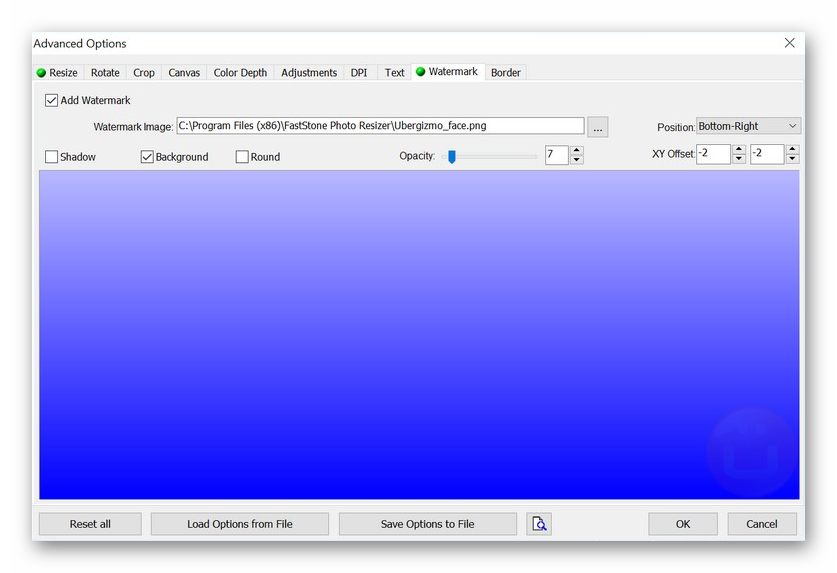 Advanced Options
Resize Rotate Crop Canvas Color Depth Adjustments DPI Text Watermark Border
Add Watermark
Watermark Image: C:\Program Files (x86)\FastStone Photo Resizer\Ubergizmo_face.png ... Position: Bottom-Right
Shadow Background Round Opacity: 7 XY Offset: -2 -2
Reset all Load Options from File Save Options to File OK Cancel